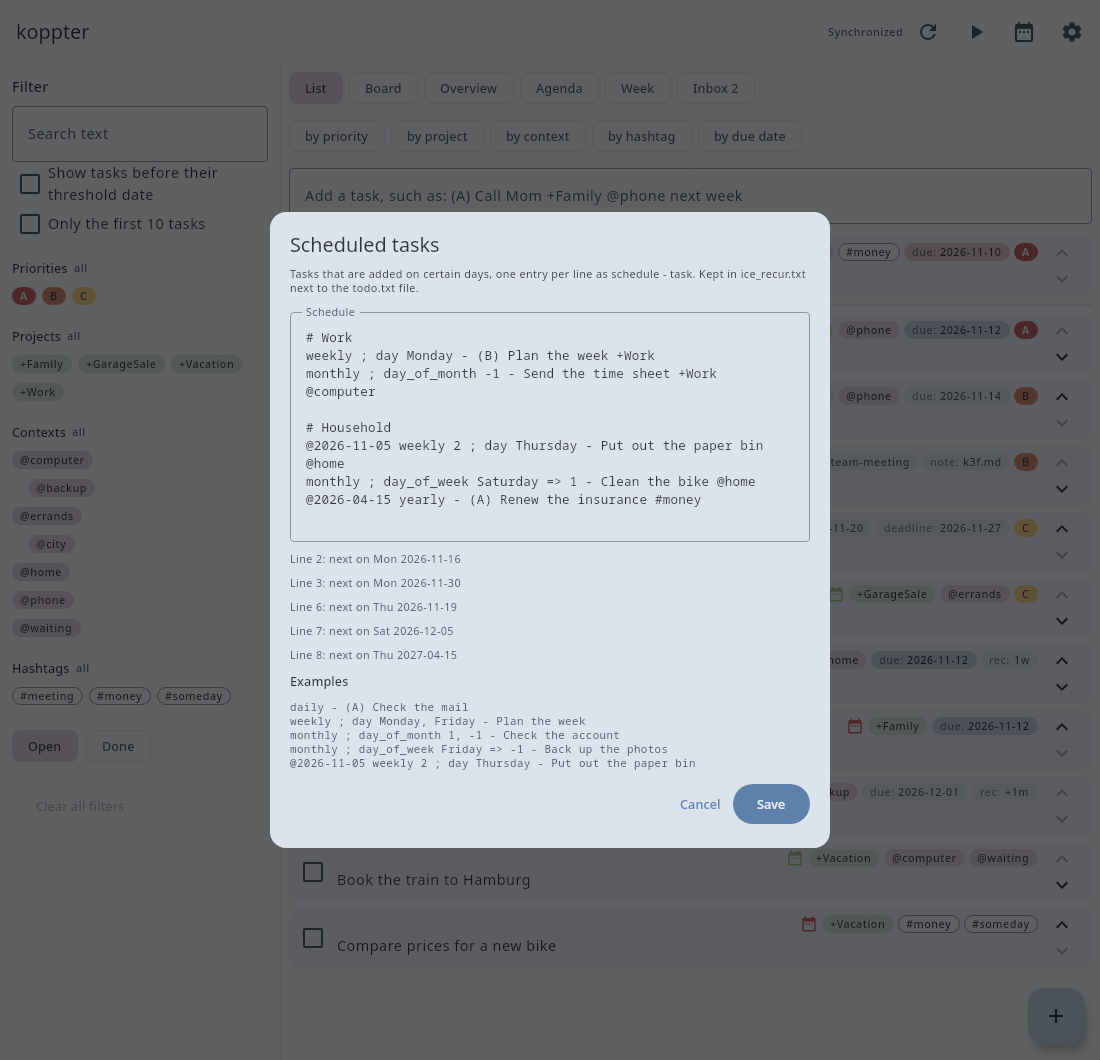 koppter
Synchronized
Filter
Search text
Show tasks before their
threshold date
Only the first 10 tasks
Priorities all
A B C
Projects all
+Family +GarageSale +Vacation
+Work
Contexts all
@computer
@backup
@errands
@city
@home
@phone
@waiting
Hashtags all
#meeting #money #someday
Open Done
Clear all filters
List Board Overview Agenda Week Inbox 2
by priority by project by context by hashtag by due date
Add a task, such as: (A) Call Mom +Family @phone next week
#money due: 2026-11-10 A
@phone due: 2026-11-12 A
@phone due: 2026-11-14 B
team-meeting note: k3f.md B
-11-20 deadline: 2026-11-27 C
+GarageSale @errands C
home due: 2026-11-12 rec: 1w
+Family due: 2026-11-12
kup due: 2026-12-01 rec: +1m
+Vacation @computer @waiting
Book the train to Hamburg
+Vacation #money #someday
Compare prices for a new bike
Scheduled tasks
Tasks that are added on certain days, one entry per line as schedule - task. Kept in ice_recur.txt
next to the todo.txt file.
Schedule
# Work
weekly ; day Monday - (B) Plan the week +Work
monthly ; day_of_month -1 - Send the time sheet +Work
@computer
# Household
@2026-11-05 weekly 2 ; day Thursday - Put out the paper bin
@home
monthly ; day_of_week Saturday => 1 - Clean the bike @home
@2026-04-15 yearly - (A) Renew the insurance #money
Line 2: next on Mon 2026-11-16
Line 3: next on Mon 2026-11-30
Line 6: next on Thu 2026-11-19
Line 7: next on Sat 2026-12-05
Line 8: next on Thu 2027-04-15
Examples
daily - (A) Check the mail
weekly ; day Monday, Friday - Plan the week
monthly ; day_of_month 1, -1 - Check the account
monthly ; day_of_week Friday => -1 - Back up the photos
@2026-11-05 weekly 2 ; day Thursday - Put out the paper bin
Cancel Save